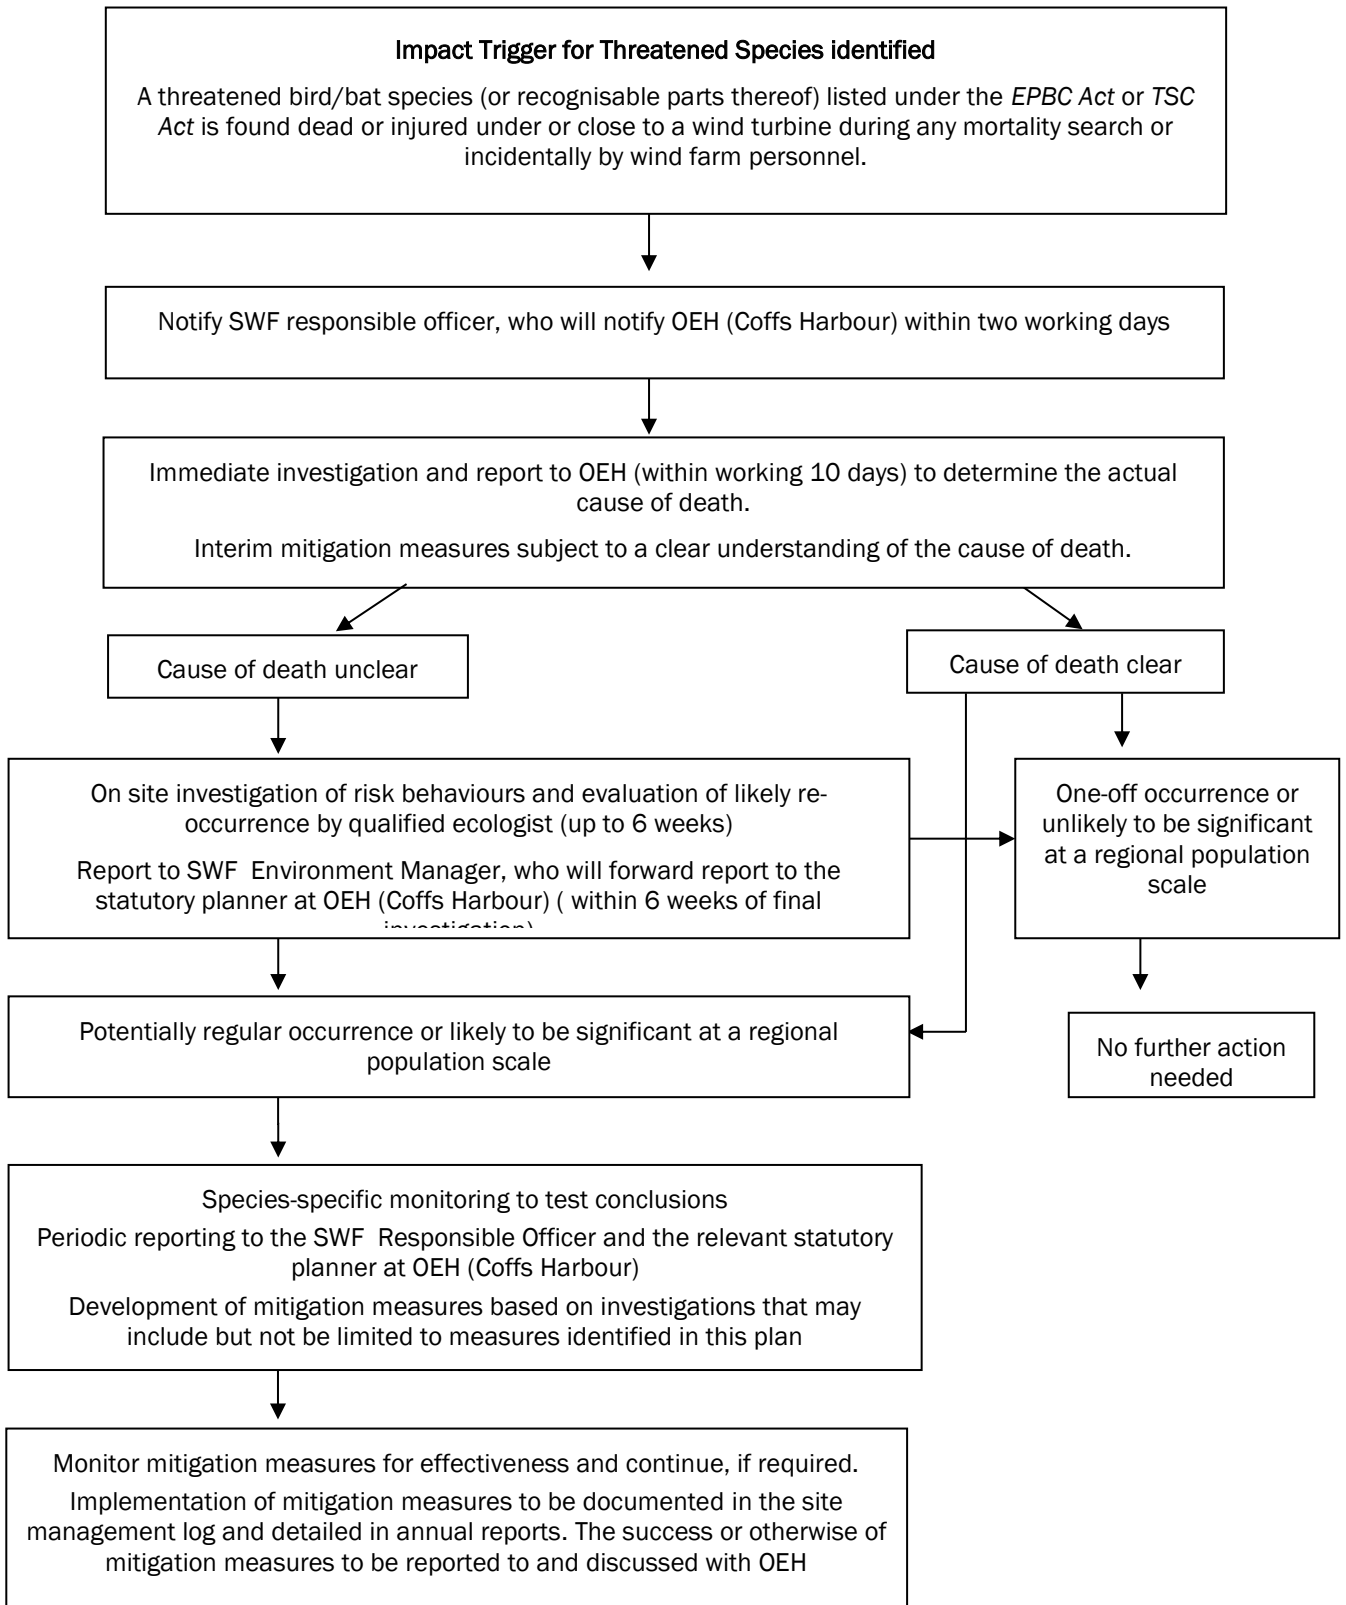 Impact Trigger for Threatened Species identified
A threatened bird/bat species (or recognisable parts thereof) listed under the EPBC Act or TSC
Act is found dead or injured under or close to a wind turbine during any mortality search or
incidentally by wind farm personnel.
Notify SWF responsible officer, who will notify OEH (Coffs Harbour) within two working days
Immediate investigation and report to OEH (within working 10 days) to determine the actual
cause of death.
Interim mitigation measures subject to a clear understanding of the cause of death.
Cause of death unclear
Cause of death clear
On site investigation of risk behaviours and evaluation of likely re-
occurrence by qualified ecologist (up to 6 weeks)
Report to SWF Environment Manager, who will forward report to the
statutory planner at OEH (Coffs Harbour) ( within 6 weeks of final
investigation)
One-off occurrence or
unlikely to be significant
at a regional population
scale
Potentially regular occurrence or likely to be significant at a regional
population scale
No further action
needed
Species-specific monitoring to test conclusions
Periodic reporting to the SWF Responsible Officer and the relevant statutory
planner at OEH (Coffs Harbour)
Development of mitigation measures based on investigations that may
include but not be limited to measures identified in this plan
Monitor mitigation measures for effectiveness and continue, if required.
Implementation of mitigation measures to be documented in the site
management log and detailed in annual reports. The success or otherwise of
mitigation measures to be reported to and discussed with OEH